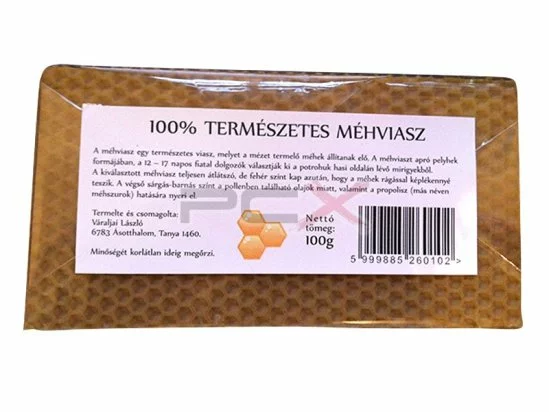 100% TERMÉSZETES MÉHVIASZ
A méhviasz egy természetes viasz, melyet a mézet termelő méhek állítanak elő. A méhviaszt apró pelyhek
formájában, a 12 – 17 napos fiatal dolgozók választják ki a potrohuk hasi oldalán lévő mirigyekből.
A kiválasztott méhviasz teljesen átlátszó, de fehér színt kap azután, hogy a méhek rágással képlékennyé
teszik. A végső sárgás-barnás színt a pollenben található olajok miatt, valamint a propolisz (más néven
méhszurok) hatására nyeri el.
Termelte és csomagolta:
Váraljai László
6783 Ásotthalom, Tanya 1460.
Minőségét korlátlan ideig megőrzi.
Nettó
tömeg:
100g
5 999885 260102 >
PCX